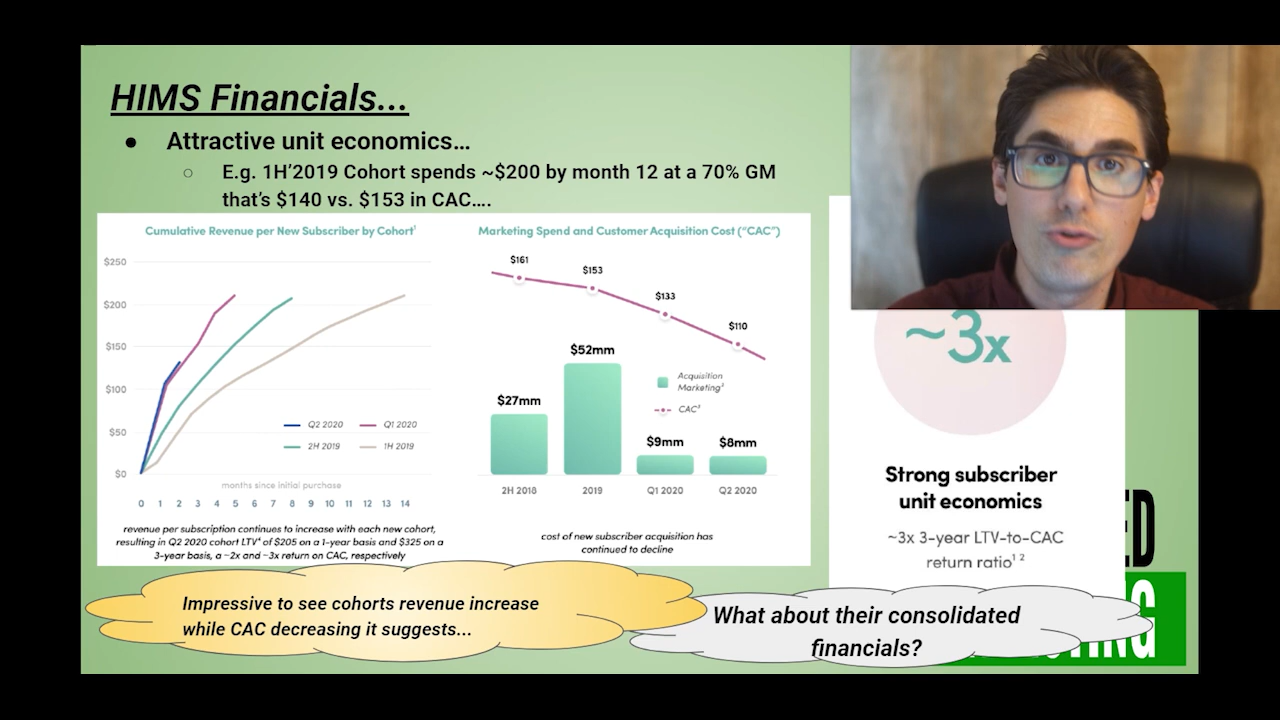 HIMS Financials...
● Attractive unit economics…
○ E.g. 1H'2019 Cohort spends ~$200 by month 12 at a 70% GM
that's $140 vs. $153 in CAC….
Cumulative Revenue per New Subscriber by Cohort¹
$250
$200
$150
$100
$50
$0
Q2 2020 Q1 2020
2H 2019 1H 2019
months since initial purchase
0 1 2 3 4 5 6 7 8 9 10 11 12 13 14
revenue per subscription continues to increase with each new cohort,
resulting in Q2 2020 cohort LTV⁴ of $205 on a 1-year basis and $325 on a
3-year basis, a ~2x and ~3x return on CAC, respectively
Marketing Spend and Customer Acquisition Cost ("CAC")
$161
$153
$133
$110
$27mm
$52mm
$9mm
$8mm
Acquisition
Marketing²
CAC³
2H 2018 2019 Q1 2020 Q2 2020
cost of new subscriber acquisition has
continued to decline
~3x
Strong subscriber
unit economics
~3x 3-year LTV-to-CAC
return ratio¹ ²
ED
Impressive to see cohorts revenue increase
while CAC decreasing it suggests...
What about their consolidated
financials?